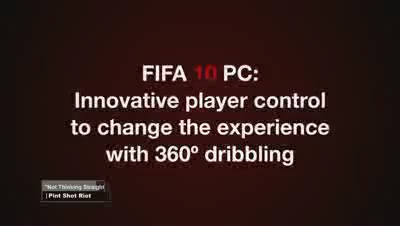 FIFA 10 PC:
Innovative player control
to change the experience
with 360º dribbling
"Not Thinking Straight
Pint Shot Riot